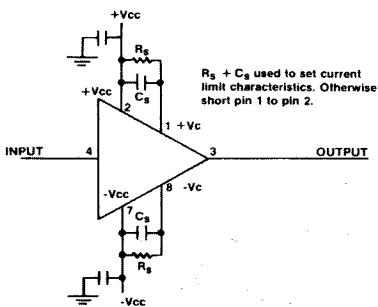 +Vcc
Rs
Rs + Cs used to set current
limit characteristics. Otherwise
short pin 1 to pin 2.
+Vcc
Cs
2
1 +Vc
INPUT
4
3
OUTPUT
-Vcc
8 -Vc
7
Cs
Rs
-Vcc